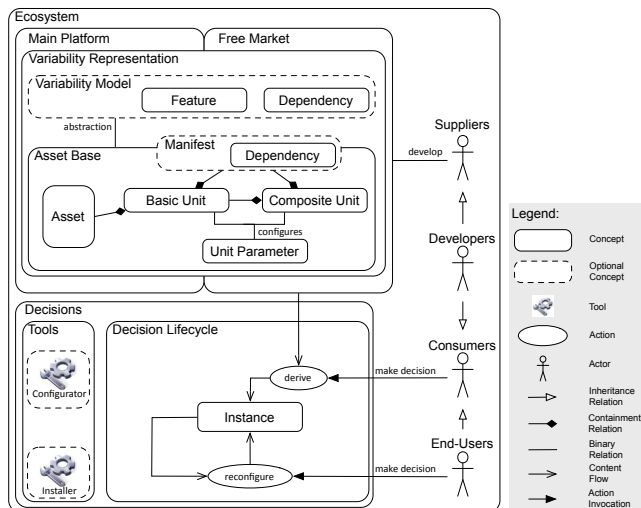 Ecosystem
Main Platform
Free Market
Variability Representation
Variability Model
Feature
Dependency
abstraction
Manifest
Dependency
Asset Base
Asset
Basic Unit
Composite Unit
configures
Unit Parameter
develop
Suppliers
Developers
Consumers
End-Users
make decision
make decision
Decisions
Tools
Configurator
Installer
Decision Lifecycle
derive
Instance
reconfigure
Legend:
Concept
Optional
Concept
Tool
Action
Actor
Inheritance
Relation
Containment
Relation
Binary
Relation
Content
Flow
Action
Invocation